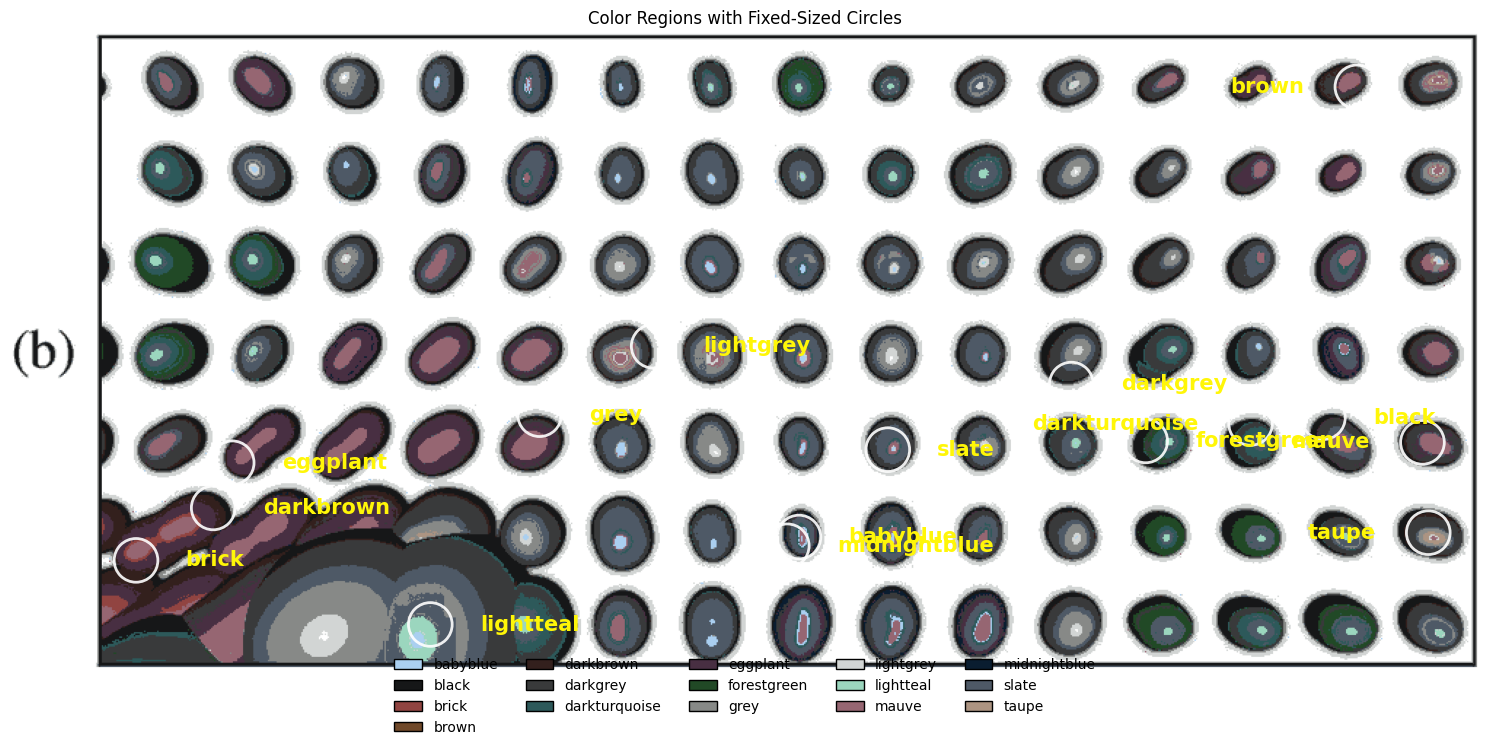 Color Regions with Fixed-Sized Circles
brown
(b)
lightgrey
darkgrey
grey
black
darkturquoise
forestgreen
mauve
slate
eggplant
darkbrown
babyblue
midnightblue
taupe
brick
lightteal
babyblue darkbrown eggplant lightgrey midnightblue
black darkgrey forestgreen lightteal slate
brick darkturquoise grey mauve taupe
brown